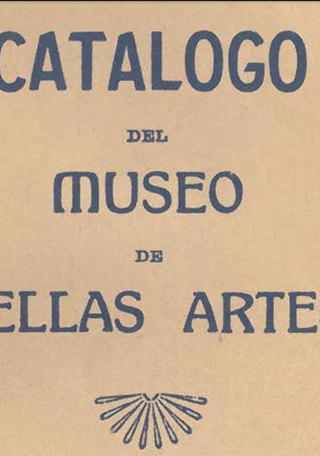 CATALOGO
DEL
MUSEO
DE
ELLAS ARTE